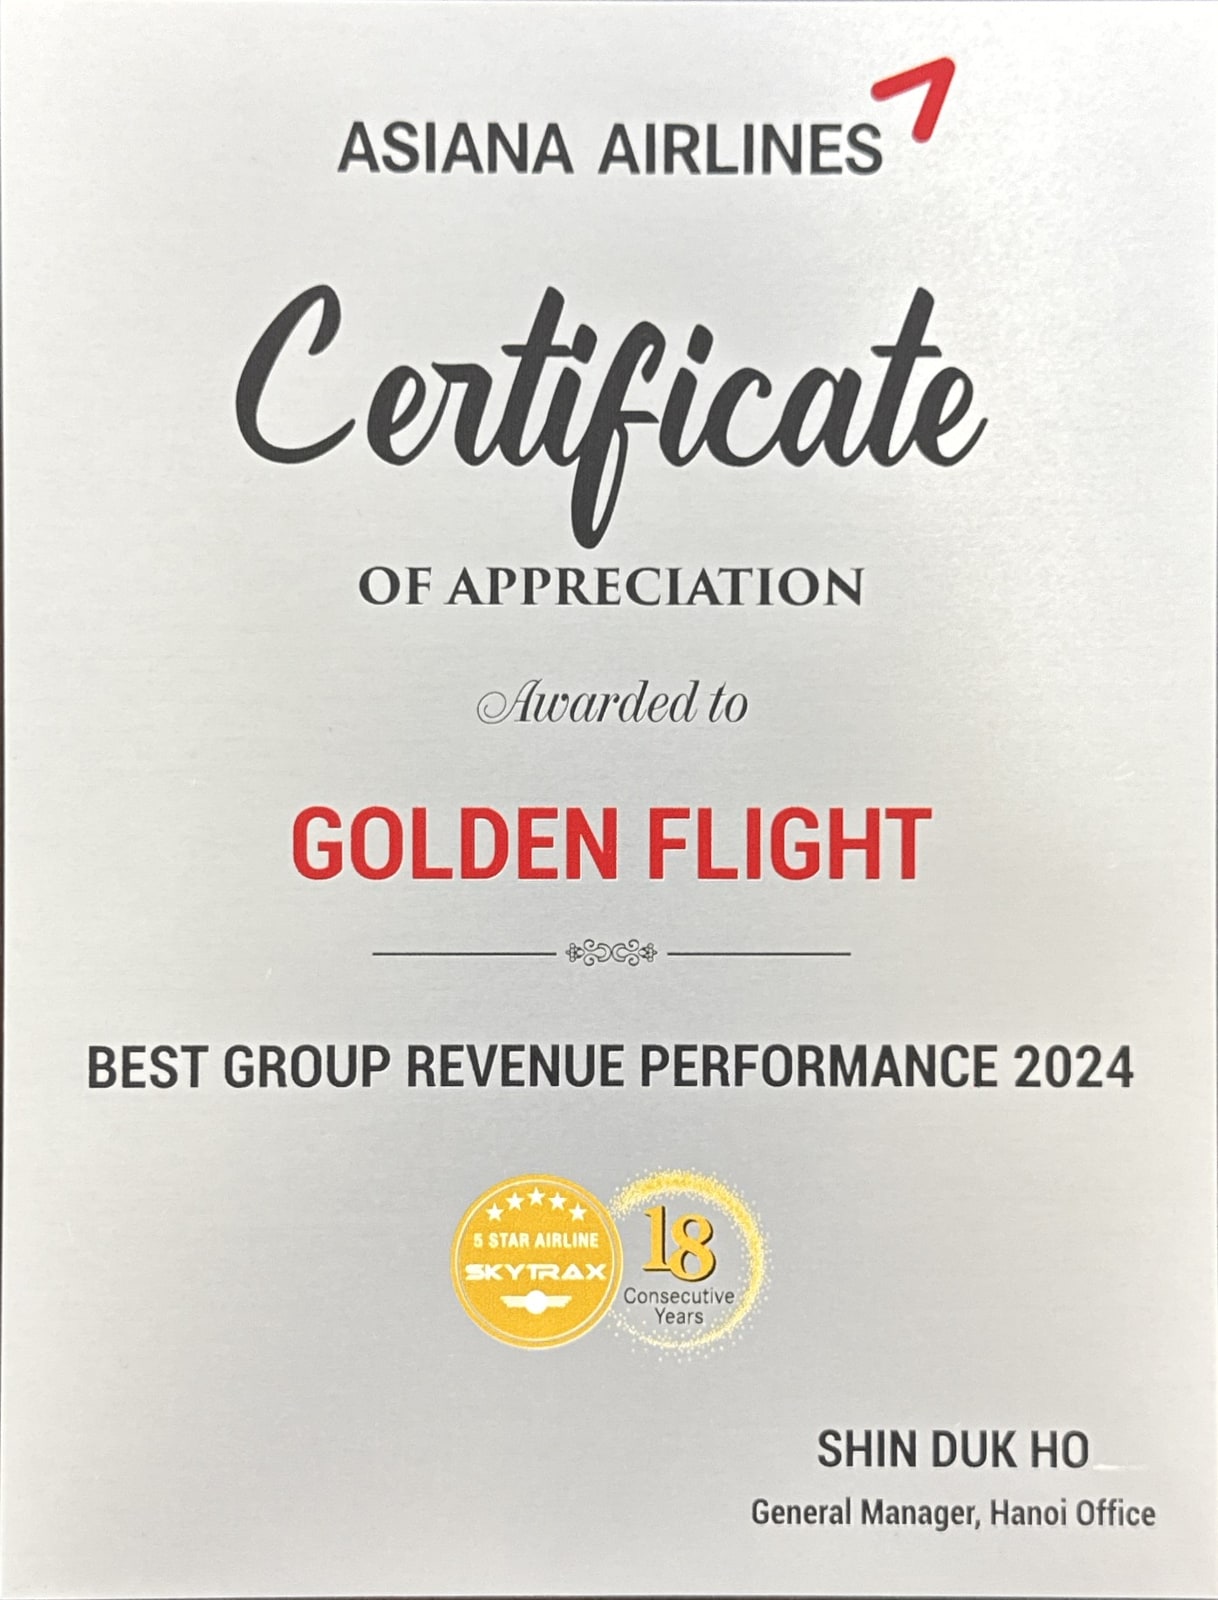 ASIANA AIRLINES
Certificate
OF APPRECIATION
Awarded to
GOLDEN FLIGHT
BEST GROUP REVENUE PERFORMANCE 2024
5 STAR AIRLINE
SKYTRAX
18
Consecutive
Years
SHIN DUK HO
General Manager, Hanoi Office